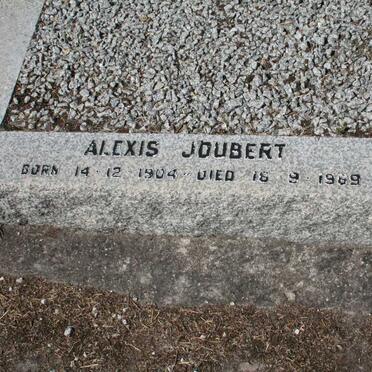 ALEXIS JOUBERT
BORN 14·12·1904·DIED 18·9·1969